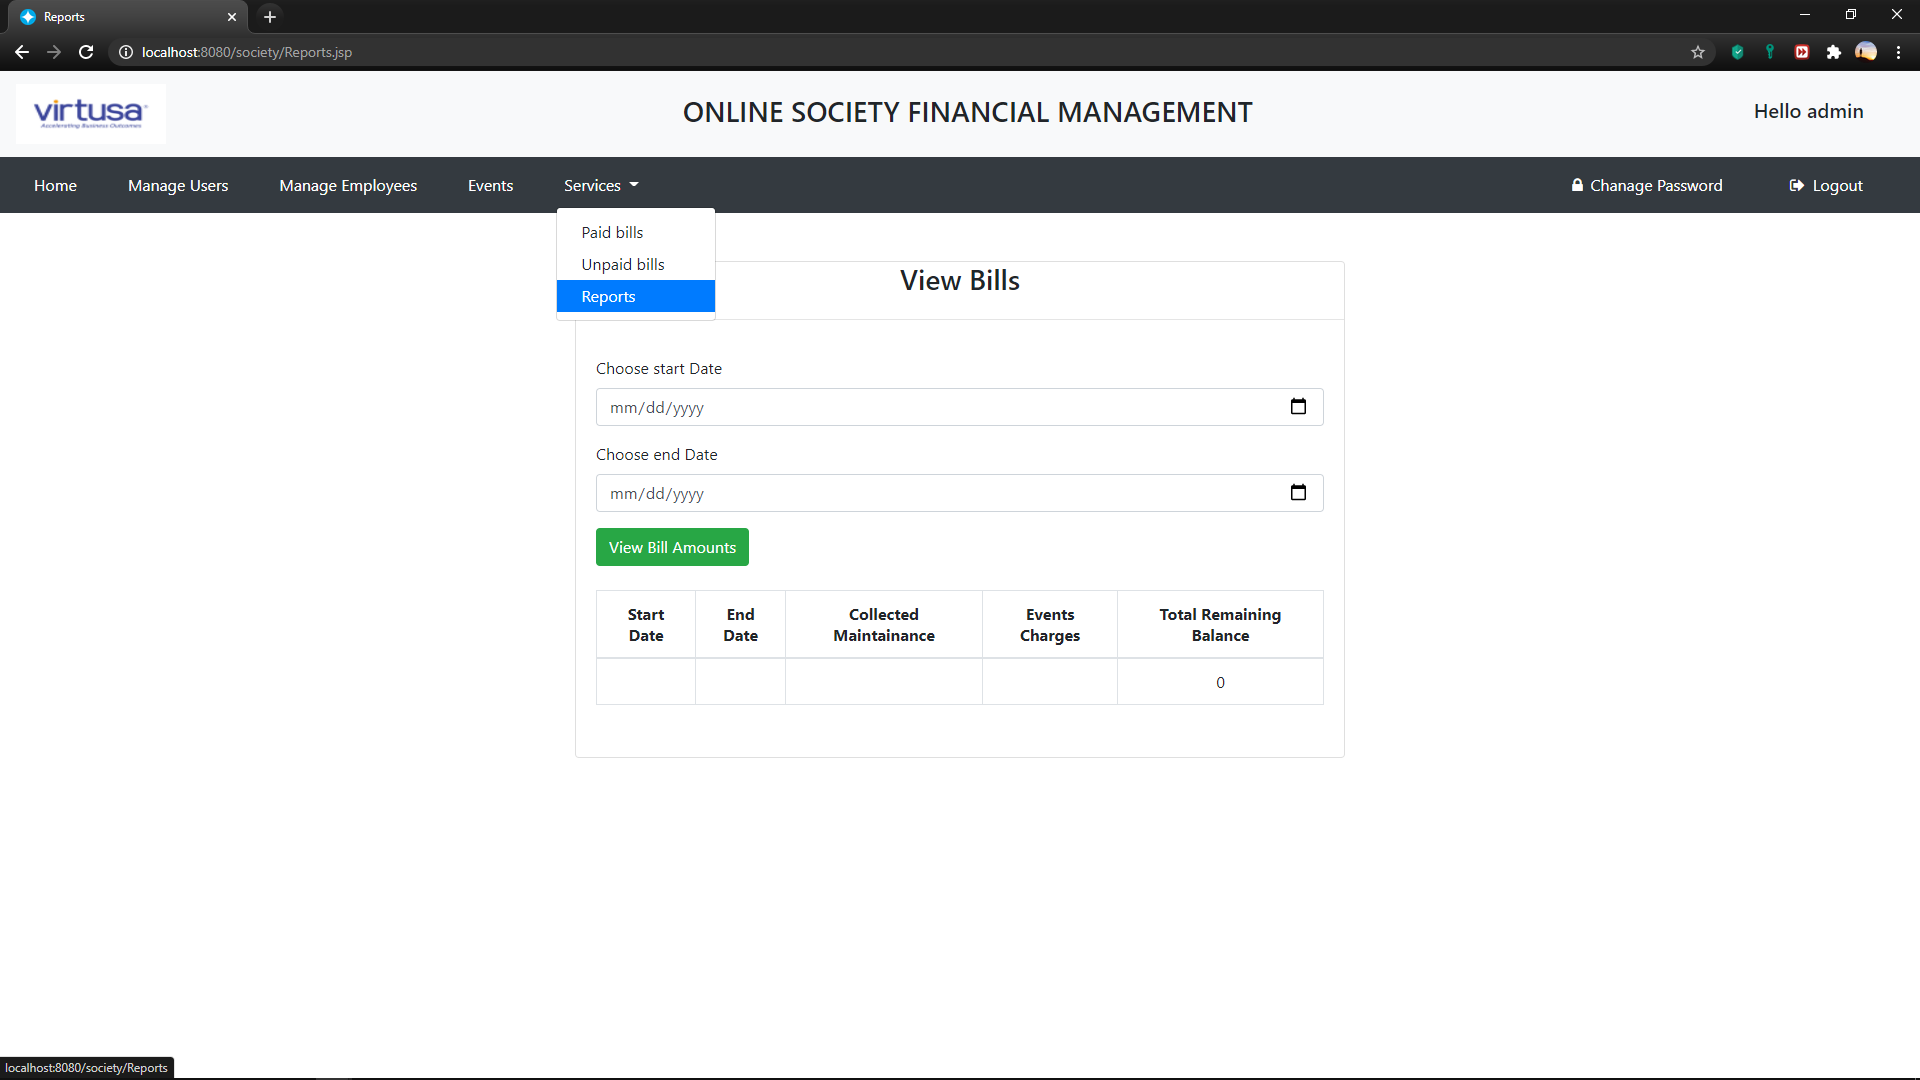 Reports
localhost:8080/society/Reports.jsp
virtusa
Accelerating Business Outcomes
ONLINE SOCIETY FINANCIAL MANAGEMENT
Hello admin
Home Manage Users Manage Employees Events Services Chanage Password Logout
Paid bills
Unpaid bills
Reports
View Bills
Choose start Date
mm/dd/yyyy
Choose end Date
mm/dd/yyyy
View Bill Amounts
Start Date End Date Collected Maintainance Events Charges Total Remaining Balance
0
localhost:8080/society/Reports